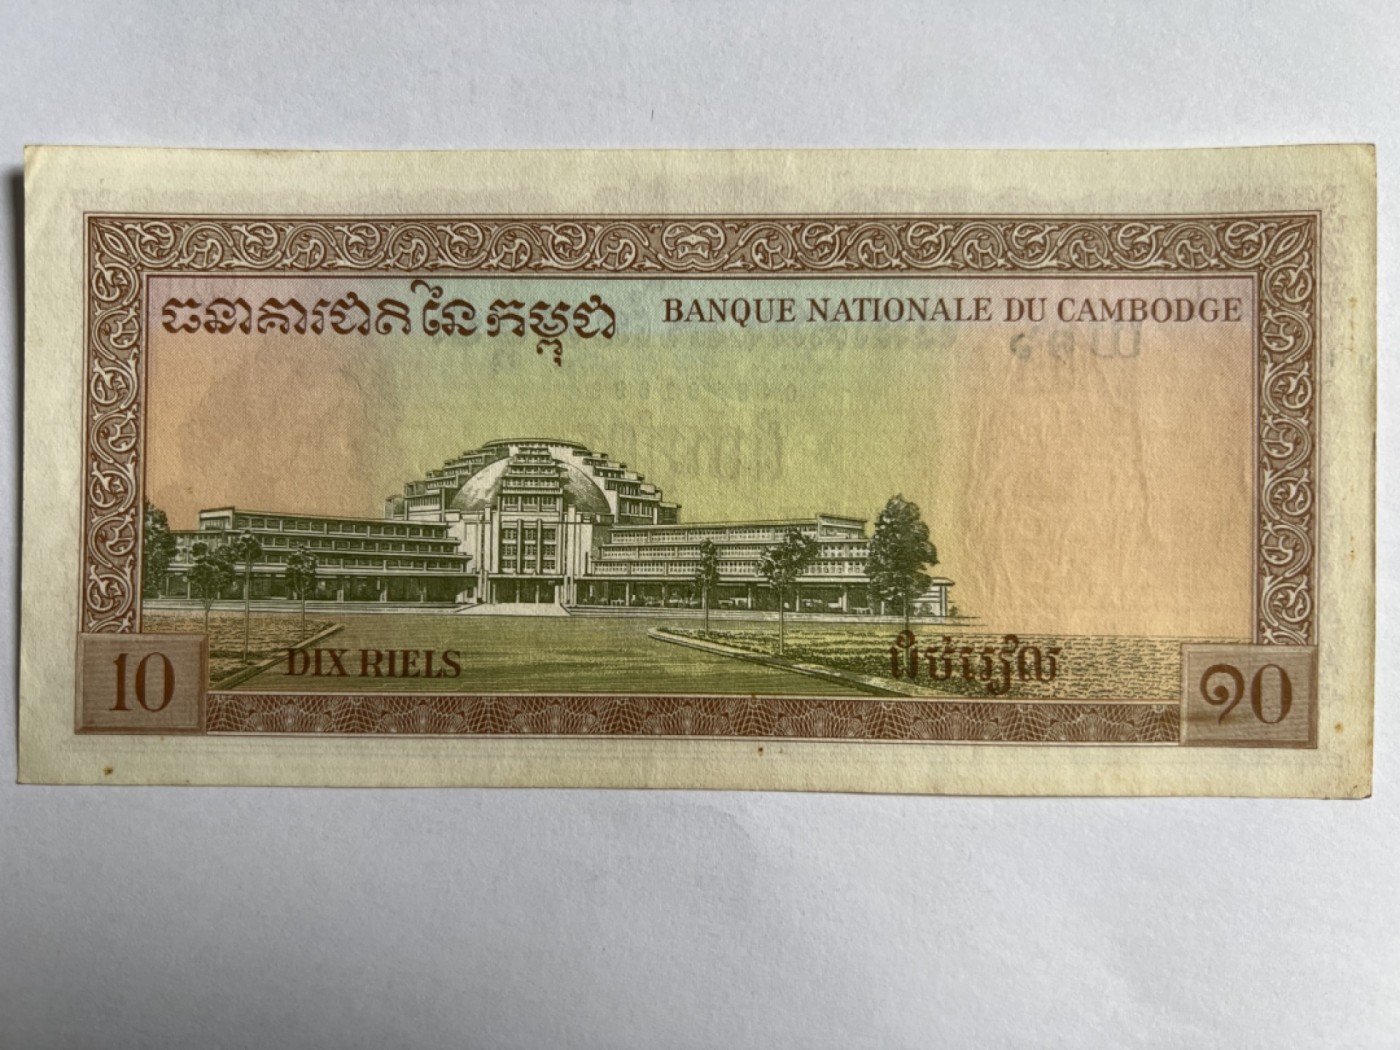 ធនាគារជាតិនៃកម្ពុជា BANQUE NATIONALE DU CAMBODGE
10 DIX RIELS ដប់រៀល ១០